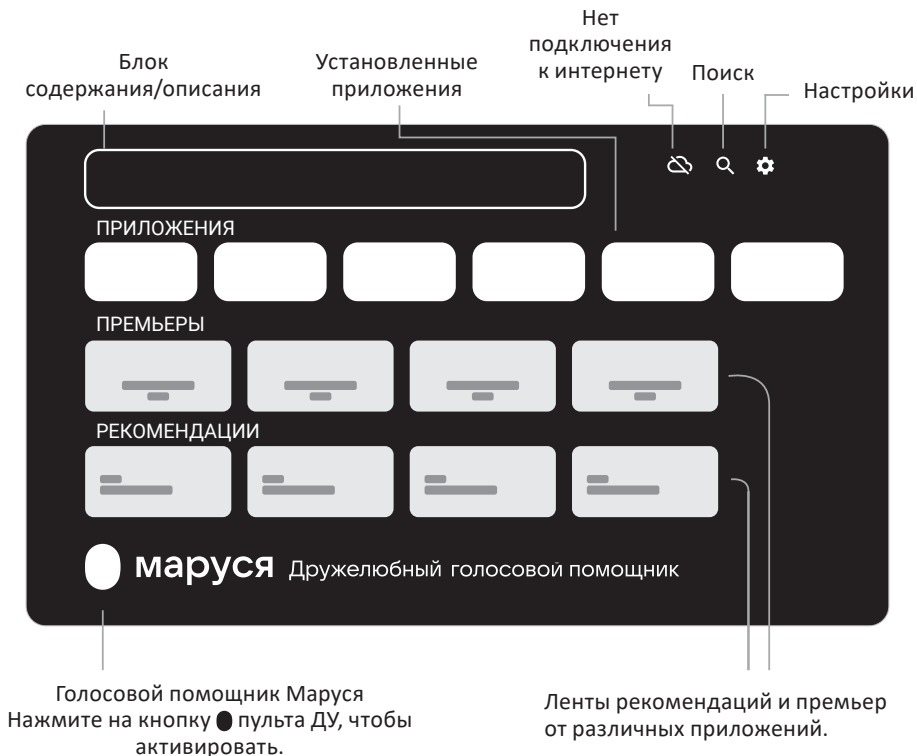 Нет
подключения
к интернету
Блок
содержания/описания
Установленные
приложения
Поиск
Настройки
ПРИЛОЖЕНИЯ
ПРЕМЬЕРЫ
РЕКОМЕНДАЦИИ
маруся Дружелюбный голосовой помощник
Голосовой помощник Маруся
Нажмите на кнопку пульта ДУ, чтобы
активировать.
Ленты рекомендаций и премьер
от различных приложений.